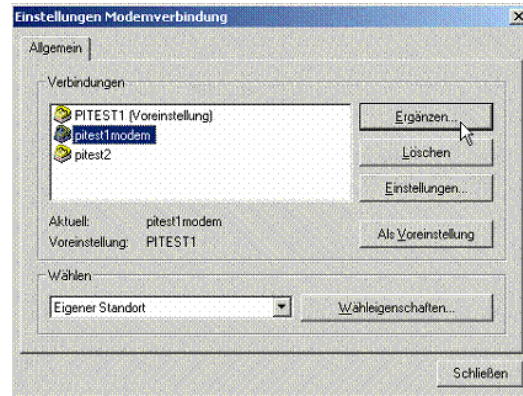 Einstellungen Modemverbindung
Allgemein
Verbindungen
PITEST1 (Voreinstellung)
pitest1modem
pitest2
Ergänzen...
Löschen
Einstellungen...
Aktuell: pitest1modem
Voreinstellung: PITEST1
Als Voreinstellung
Wählen
Eigener Standort
Wähleigenschaften...
Schließen